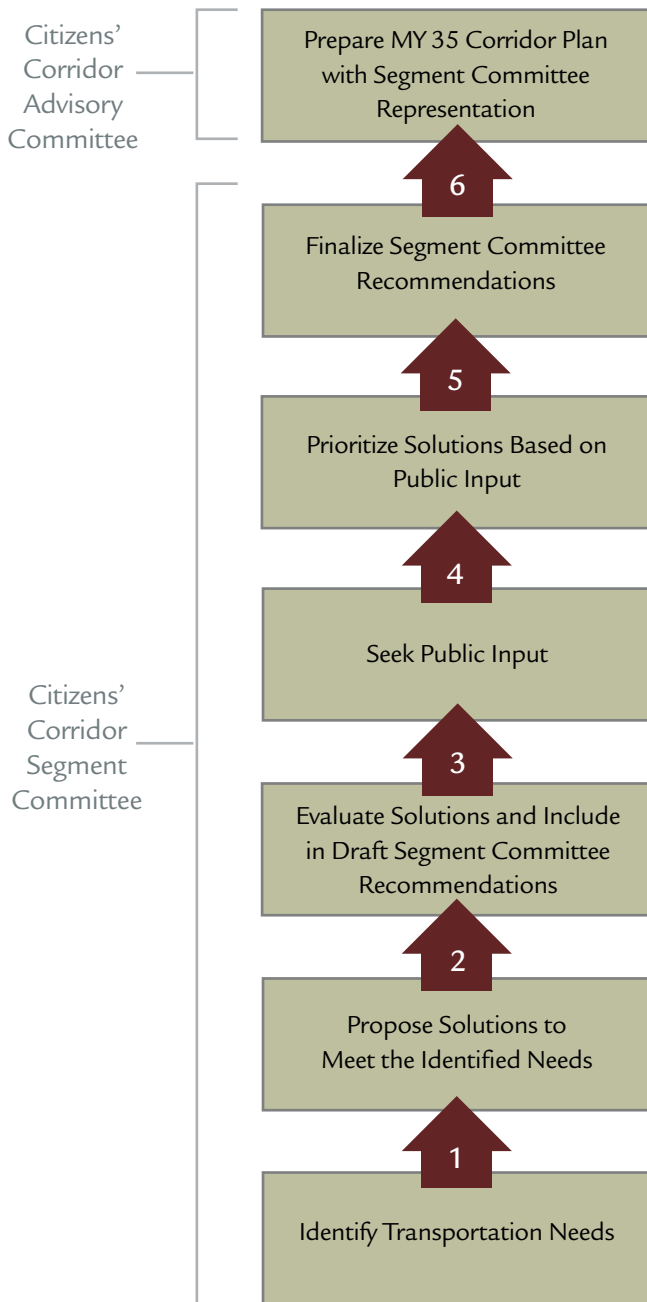 Citizens’
Corridor
Advisory
Committee
Prepare MY 35 Corridor Plan
with Segment Committee
Representation
6
Finalize Segment Committee
Recommendations
5
Prioritize Solutions Based on
Public Input
4
Seek Public Input
Citizens’
Corridor
Segment
Committee
3
Evaluate Solutions and Include
in Draft Segment Committee
Recommendations
2
Propose Solutions to
Meet the Identified Needs
1
Identify Transportation Needs